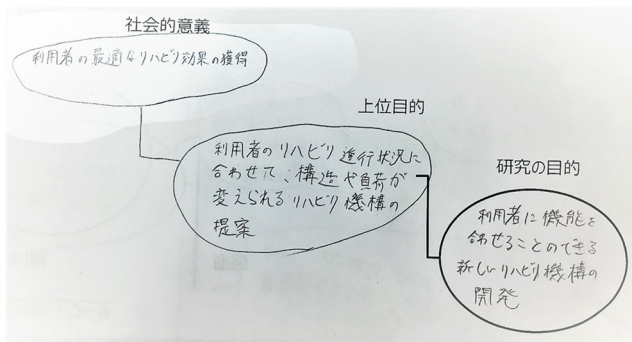 社会的意義
利用者の最適なリハビリ効果の獲得
上位目的
利用者のリハビリ進行状況に
合わせて、構造や負荷が
変えられるリハビリ機構の
提案
研究の目的
利用者に機能を
合わせることのできる
新しいリハビリ機構の
開発